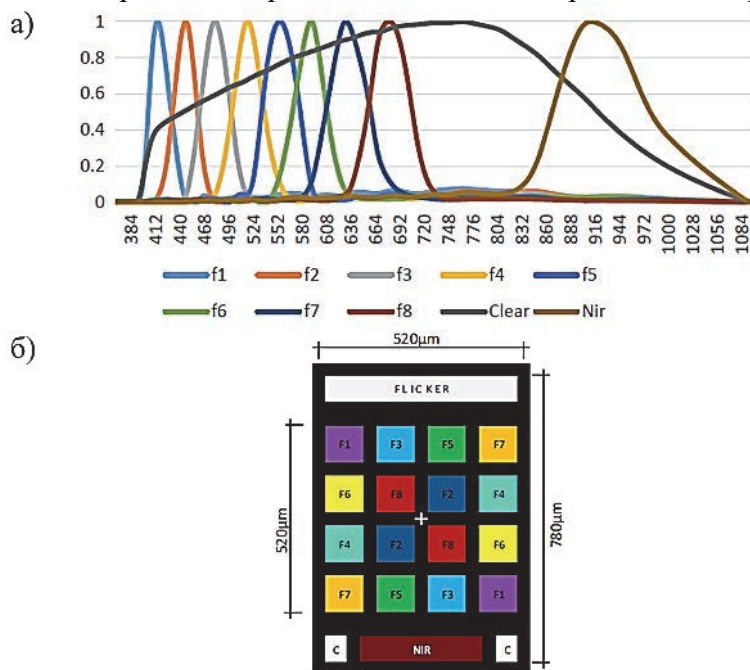 а)
1
0.8
0.6
0.4
0.2
0
384 412 440 468 496 524 552 580 608 636 664 692 720 748 776 804 832 860 888 916 944 972 1000 1028 1056 1084
f1 f2 f3 f4 f5
f6 f7 f8 Clear Nir
б)
520µm
FLICKER
F1 F3 F5 F7
F6 F8 F2 F4
520µm
780µm
F4 F2 F8 F6
F7 F5 F3 F1
C NIR C